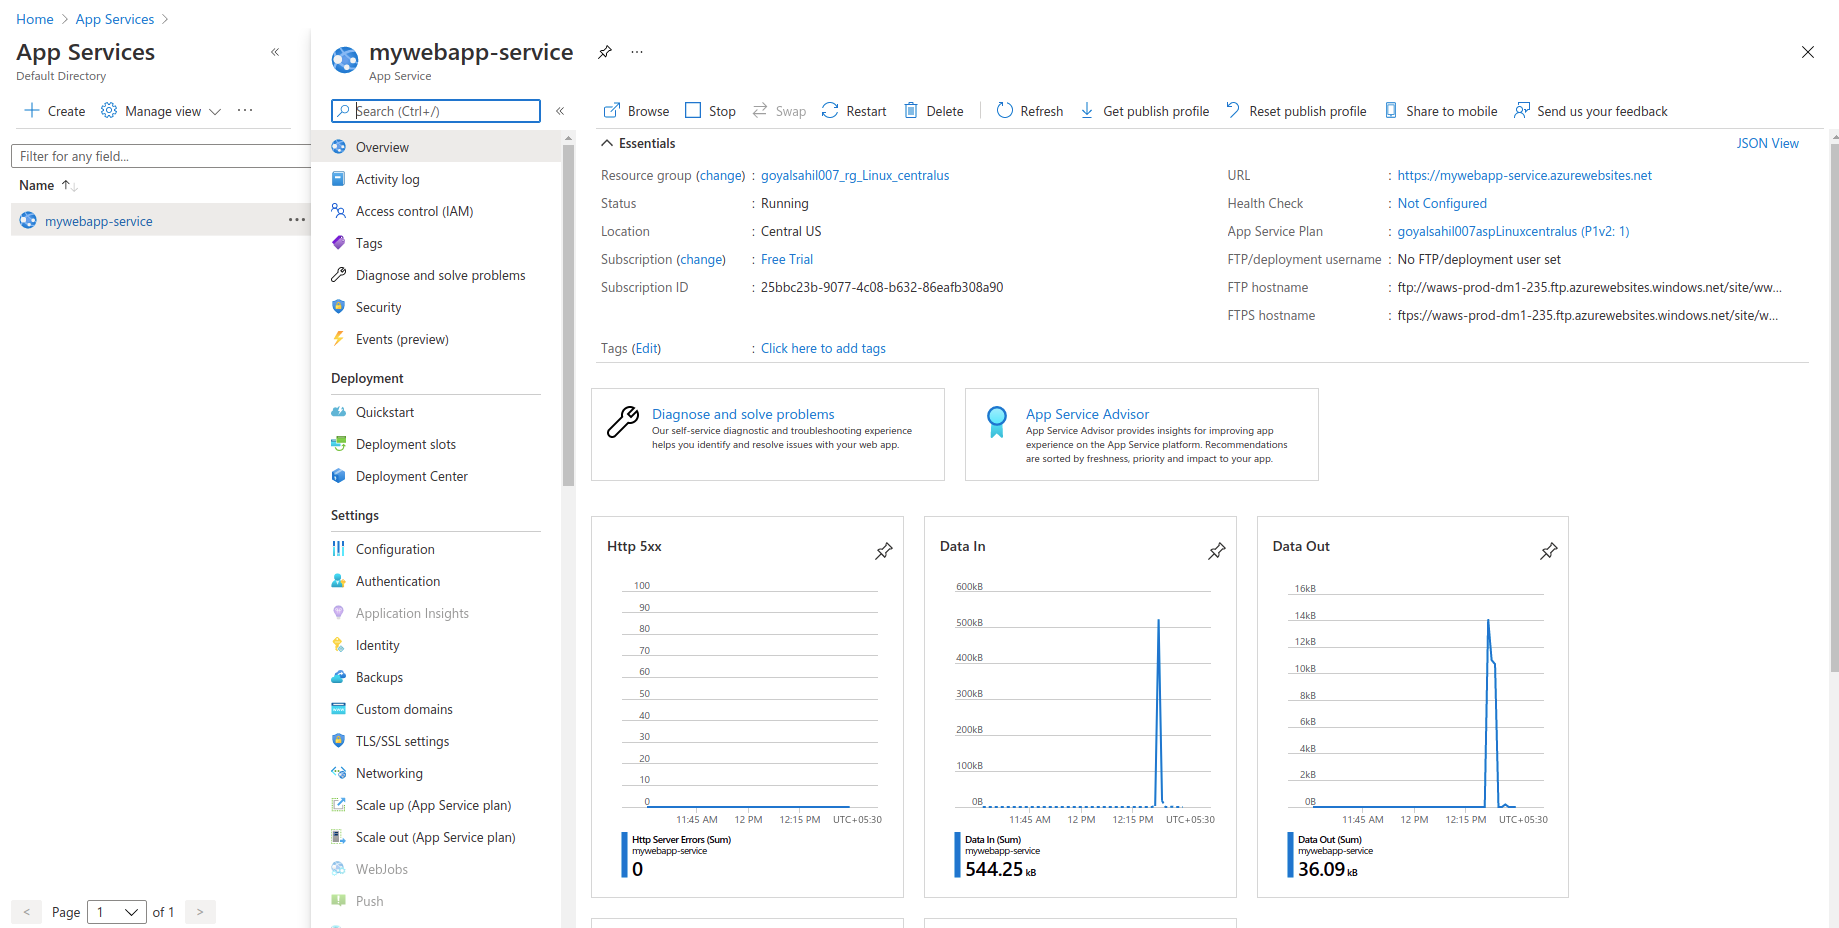 Home > App Services >
App Services
Default Directory
Create
Manage view
Filter for any field...
Name
mywebapp-service
< Page 1 of 1 >
mywebapp-service
App Service
Search (Ctrl+/)
Overview
Activity log
Access control (IAM)
Tags
Diagnose and solve problems
Security
Events (preview)
Deployment
Quickstart
Deployment slots
Deployment Center
Settings
Configuration
Authentication
Application Insights
Identity
Backups
Custom domains
TLS/SSL settings
Networking
Scale up (App Service plan)
Scale out (App Service plan)
WebJobs
Push
Browse Stop Swap Restart Delete Refresh Get publish profile Reset publish profile Share to mobile Send us your feedback
Essentials
JSON View
Resource group (change) : goyalsahil007_rg_Linux_centralus
Status : Running
Location : Central US
Subscription (change) : Free Trial
Subscription ID : 25bbc23b-9077-4c08-b632-86eafb308a90
URL : https://mywebapp-service.azurewebsites.net
Health Check : Not Configured
App Service Plan : goyalsahil007aspLinuxcentralus (P1v2: 1)
FTP/deployment username : No FTP/deployment user set
FTP hostname : ftp://waws-prod-dm1-235.ftp.azurewebsites.windows.net/site/ww...
FTPS hostname : ftps://waws-prod-dm1-235.ftp.azurewebsites.windows.net/site/w...
Tags (Edit) : Click here to add tags
Diagnose and solve problems
Our self-service diagnostic and troubleshooting experience
helps you identify and resolve issues with your web app.
App Service Advisor
App Service Advisor provides insights for improving app
experience on the App Service platform. Recommendations
are sorted by freshness, priority and impact to your app.
Http 5xx
100
90
80
70
60
50
40
30
20
10
0
11:45 AM 12 PM 12:15 PM UTC+05:30
Http Server Errors (Sum)
mywebapp-service
0
Data In
600kB
500kB
400kB
300kB
200kB
100kB
0B
11:45 AM 12 PM 12:15 PM UTC+05:30
Data In (Sum)
mywebapp-service
544.25 kB
Data Out
16kB
14kB
12kB
10kB
8kB
6kB
4kB
2kB
0B
11:45 AM 12 PM 12:15 PM UTC+05:30
Data Out (Sum)
mywebapp-service
36.09 kB